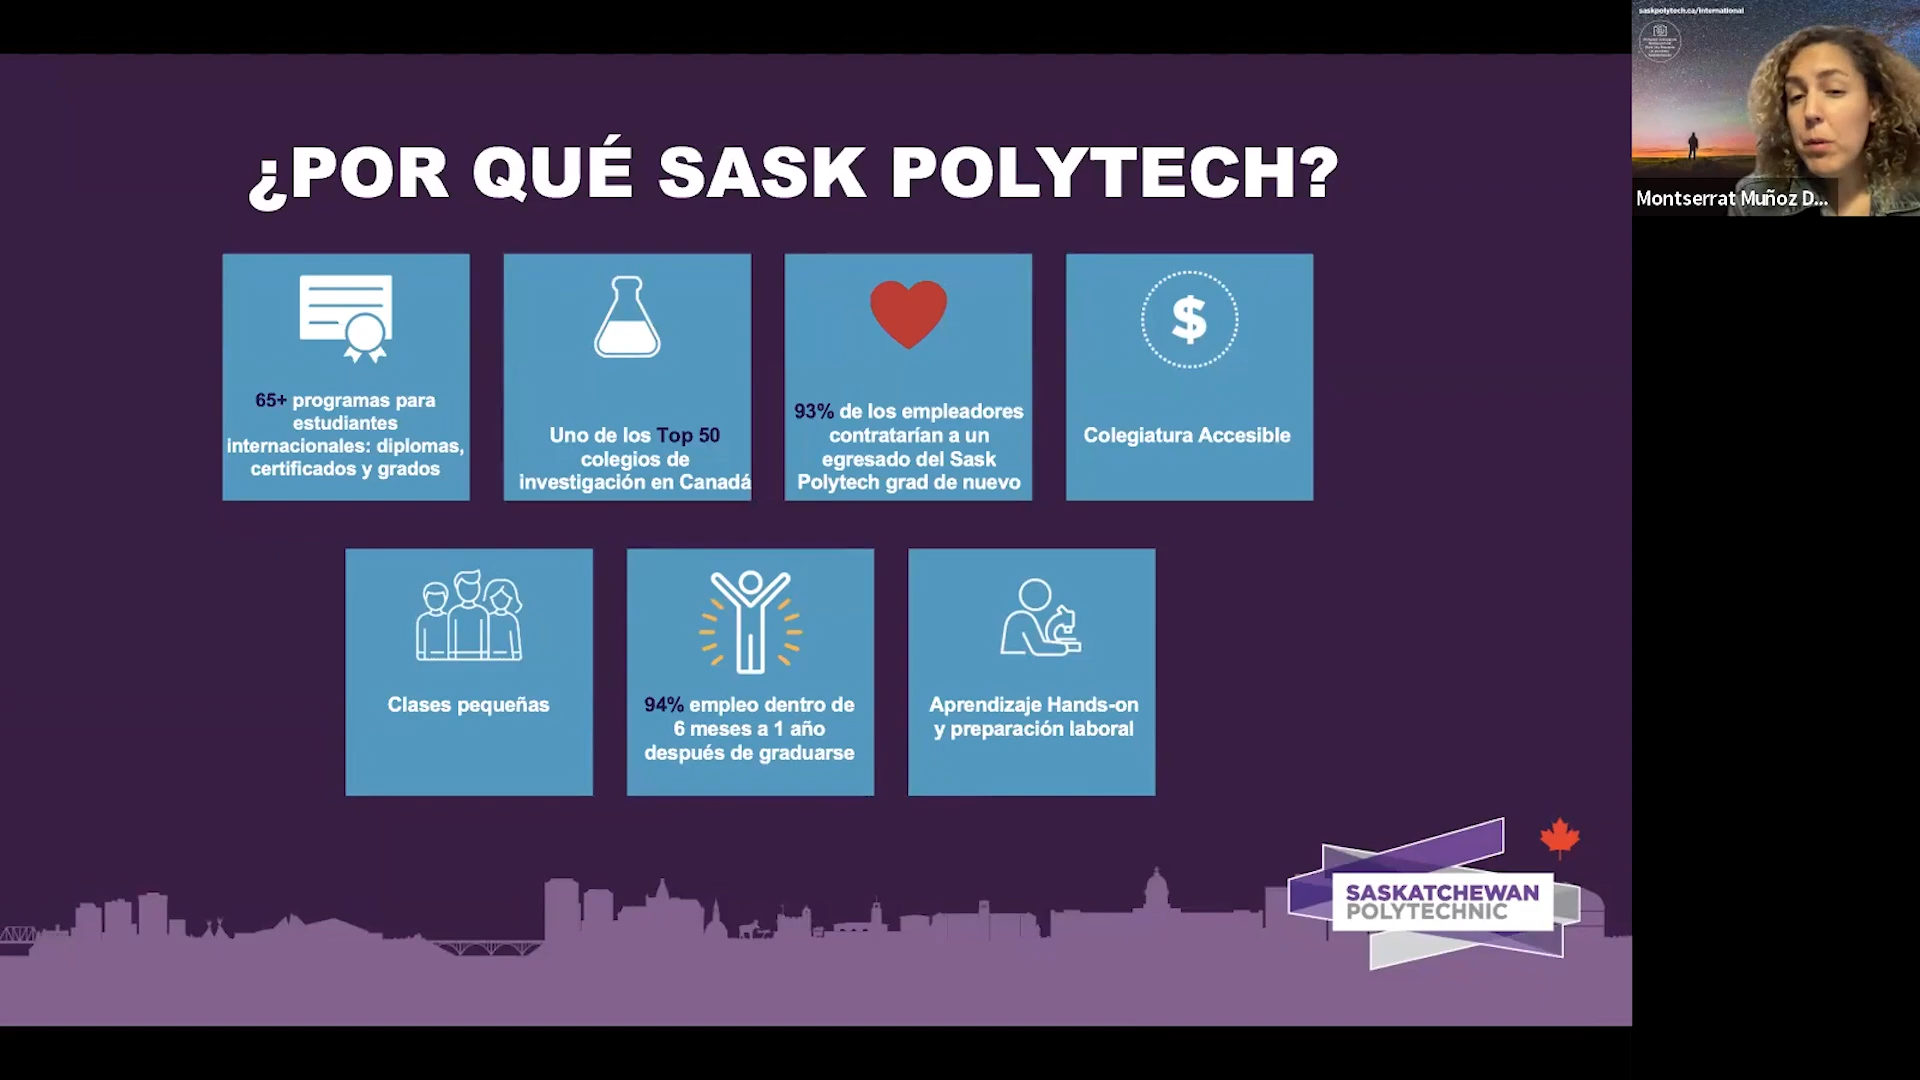 saskpolytech.ca/international
¿POR QUÉ SASK POLYTECH?
65+ programas para
estudiantes
internacionales: diplomas,
certificados y grados
Uno de los Top 50
colegios de
investigación en Canadá
93% de los empleadores
contratarían a un
egresado del Sask
Polytech grad de nuevo
Colegiatura Accesible
Clases pequeñas
94% empleo dentro de
6 meses a 1 año
después de graduarse
Aprendizaje Hands-on
y preparación laboral
SASKATCHEWAN
POLYTECHNIC
Montserrat Muñoz D...